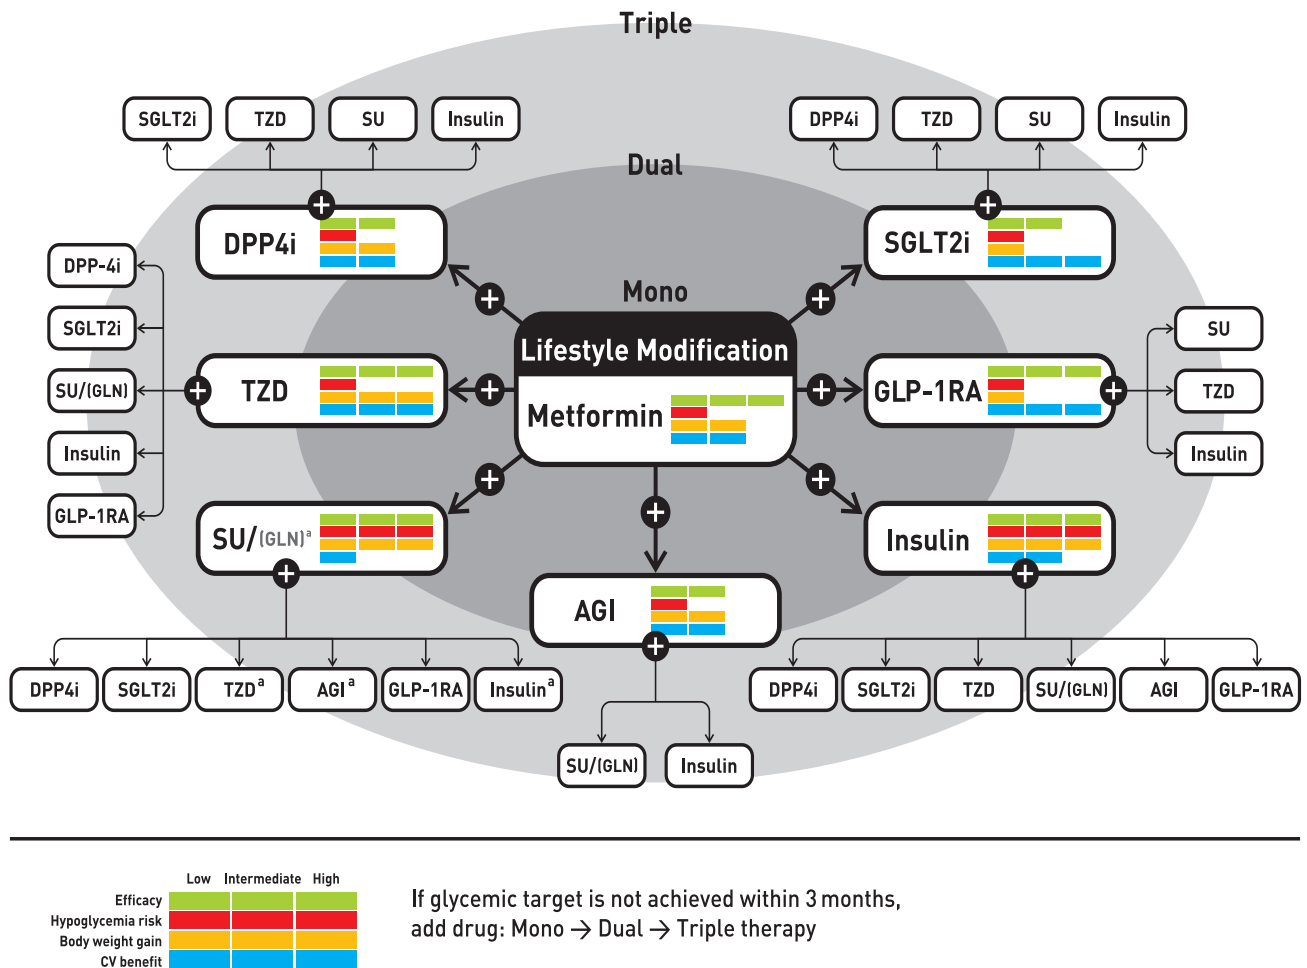 Triple
SGLT2i
TZD
SU
Insulin
DPP4i
TZD
SU
Insulin
Dual
DPP4i
SGLT2i
DPP-4i
SGLT2i
SU/(GLN)
Insulin
GLP-1RA
Mono
Lifestyle Modification
Metformin
TZD
GLP-1RA
SU
TZD
Insulin
SU/(GLN)ᵃ
Insulin
AGI
DPP4i
SGLT2i
TZDᵃ
AGIᵃ
GLP-1RA
Insulinᵃ
DPP4i
SGLT2i
TZD
SU/(GLN)
AGI
GLP-1RA
SU/(GLN)
Insulin
Low Intermediate High
Efficacy
Hypoglycemia risk
Body weight gain
CV benefit
If glycemic target is not achieved within 3 months,
add drug: Mono → Dual → Triple therapy